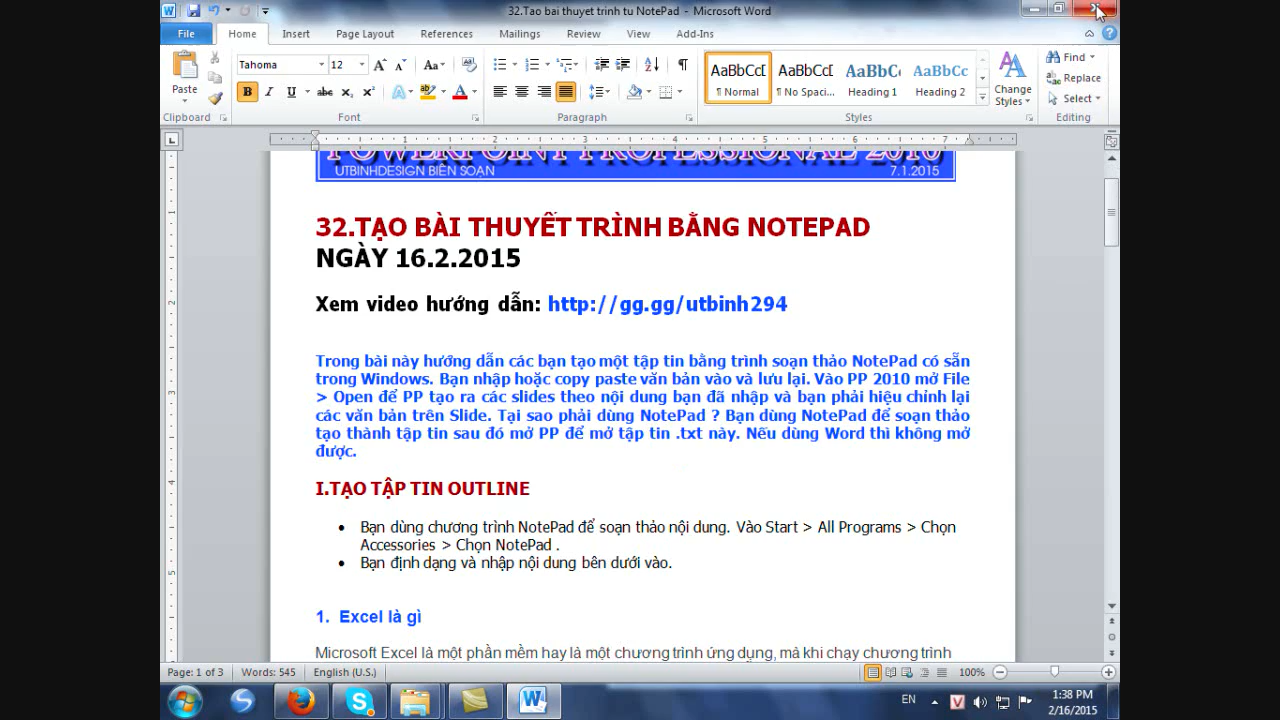 32.Tao bai thuyet trinh tu NotePad - Microsoft Word
File Home Insert Page Layout References Mailings Review View Add-Ins
Tahoma 12
Paste
AaBbCcI AaBbCcI AaBbCc AaBbCc
¶ Normal ¶ No Spaci... Heading 1 Heading 2
Change Styles
Find
Replace
Select
Clipboard Font Paragraph Styles Editing
1 2 3 4 5 6 7
POWERPOINT PROFESSIONAL 2010
UTBINHDESIGN BIÊN SOẠN 7.1.2015
32.TẠO BÀI THUYẾT TRÌNH BẰNG NOTEPAD
NGÀY 16.2.2015
Xem video hướng dẫn: http://gg.gg/utbinh294
Trong bài này hướng dẫn các bạn tạo một tập tin bằng trình soạn thảo NotePad có sẵn
trong Windows. Bạn nhập hoặc copy paste văn bản vào và lưu lại. Vào PP 2010 mở File
> Open để PP tạo ra các slides theo nội dung bạn đã nhập và bạn phải hiệu chỉnh lại
các văn bản trên Slide. Tại sao phải dùng NotePad ? Bạn dùng NotePad để soạn thảo
tạo thành tập tin sau đó mở PP để mở tập tin .txt này. Nếu dùng Word thì không mở
được.
I.TẠO TẬP TIN OUTLINE
• Bạn dùng chương trình NotePad để soạn thảo nội dung. Vào Start > All Programs > Chọn
Accessories > Chọn NotePad .
• Bạn định dạng và nhập nội dung bên dưới vào.
1. Excel là gì
Microsoft Excel là một phần mềm hay là một chương trình ứng dụng, mà khi chạy chương trình
Page: 1 of 3 Words: 545 English (U.S.) 100%
EN 1:38 PM
2/16/2015